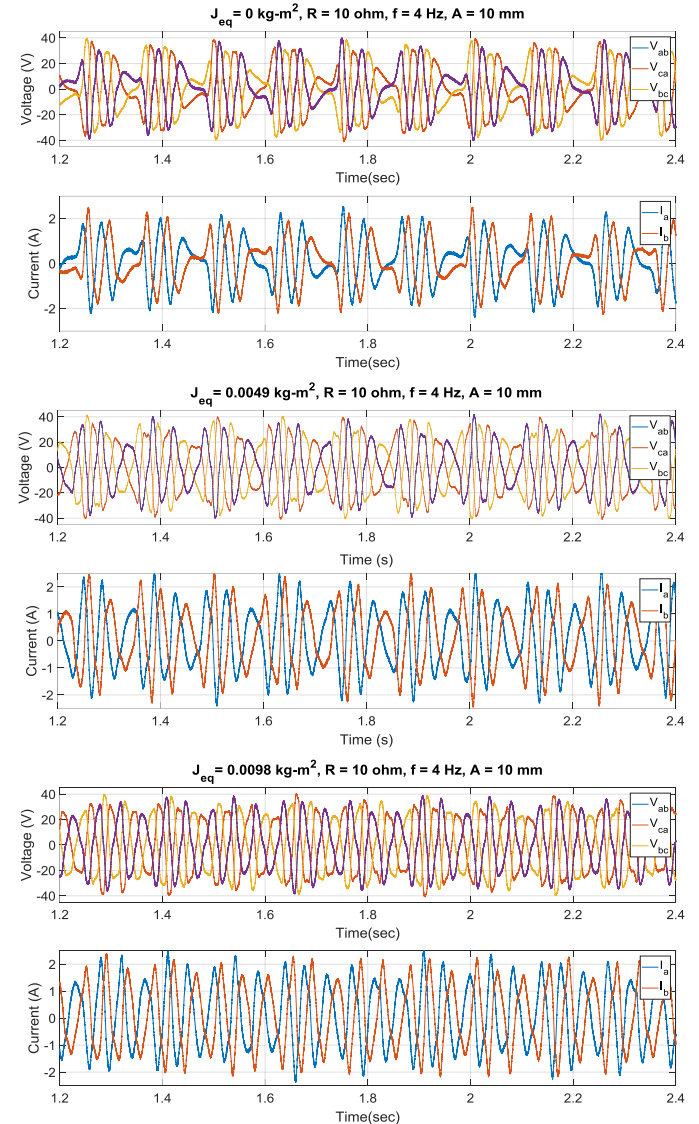 J_eq= 0 kg-m², R = 10 ohm, f = 4 Hz, A = 10 mm
Voltage (V)
40
20
0
-20
-40
V_ab
V_ca
V_bc
1.2 1.4 1.6 1.8 2 2.2 2.4
Time(sec)
Current (A)
2
0
-2
I_a
I_b
1.2 1.4 1.6 1.8 2 2.2 2.4
Time(sec)
J_eq= 0.0049 kg-m², R = 10 ohm, f = 4 Hz, A = 10 mm
Voltage (V)
40
20
0
-20
-40
V_ab
V_ca
V_bc
1.2 1.4 1.6 1.8 2 2.2 2.4
Time (s)
Current (A)
2
1
0
-1
-2
I_a
I_b
1.2 1.4 1.6 1.8 2 2.2 2.4
Time (s)
J_eq= 0.0098 kg-m², R = 10 ohm, f = 4 Hz, A = 10 mm
Voltage (V)
40
20
0
-20
-40
V_ab
V_ca
V_bc
1.2 1.4 1.6 1.8 2 2.2 2.4
Time(sec)
Current (A)
2
1
0
-1
-2
I_a
I_b
1.2 1.4 1.6 1.8 2 2.2 2.4
Time(sec)